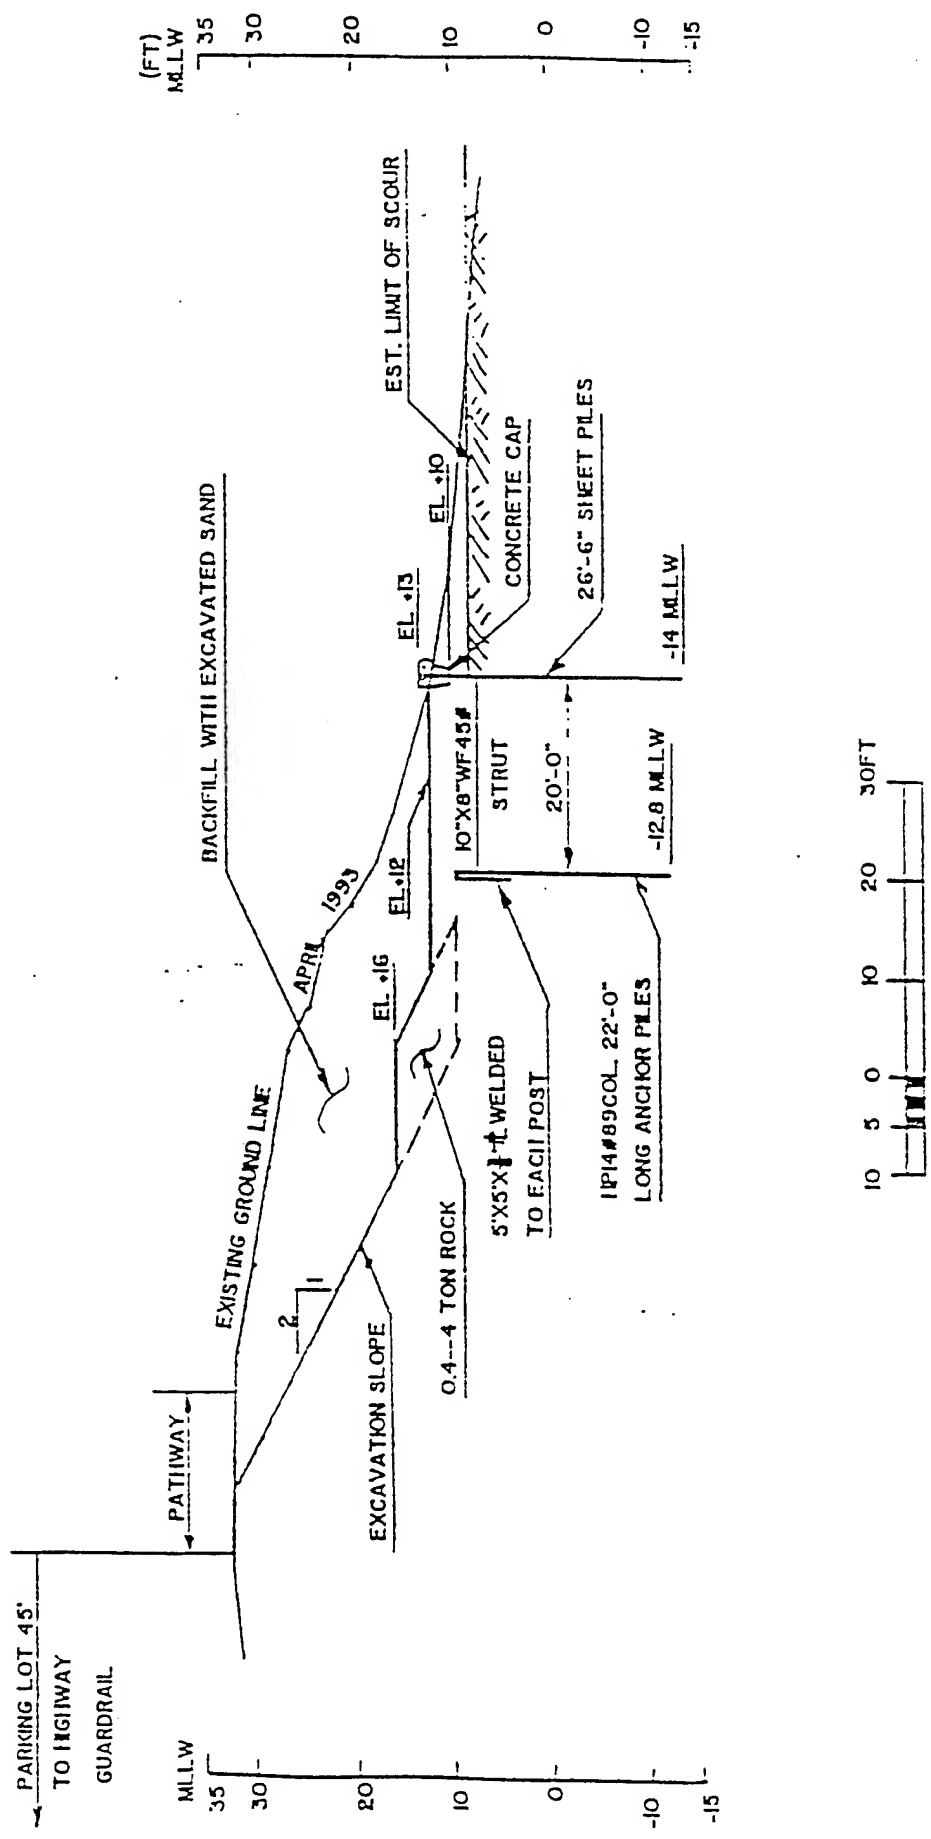 PARKING LOT 45'
TO HIGHWAY
GUARDRAIL
PATHWAY
EXISTING GROUND LINE
APRIL 1993
BACKFILL WITH EXCAVATED SAND
EST. LIMIT OF SCOUR
(FT)
MLLW
35
30
20
10
0
-10
-15
MLLW
35
30
20
10
0
-10
-15
2
1
EXCAVATION SLOPE
EL +16
EL +12
EL +13
EL +10
0.4--4 TON ROCK
10"X8"WF45#
STRUT
20'-0"
CONCRETE CAP
26'-6" SHEET PILES
-14 MLLW
-12.8 MLLW
WELDED
TO EACH POST
HP14#89COL. 22'-0"
LONG ANCHOR PILES
10
5
0
10
20
30FT